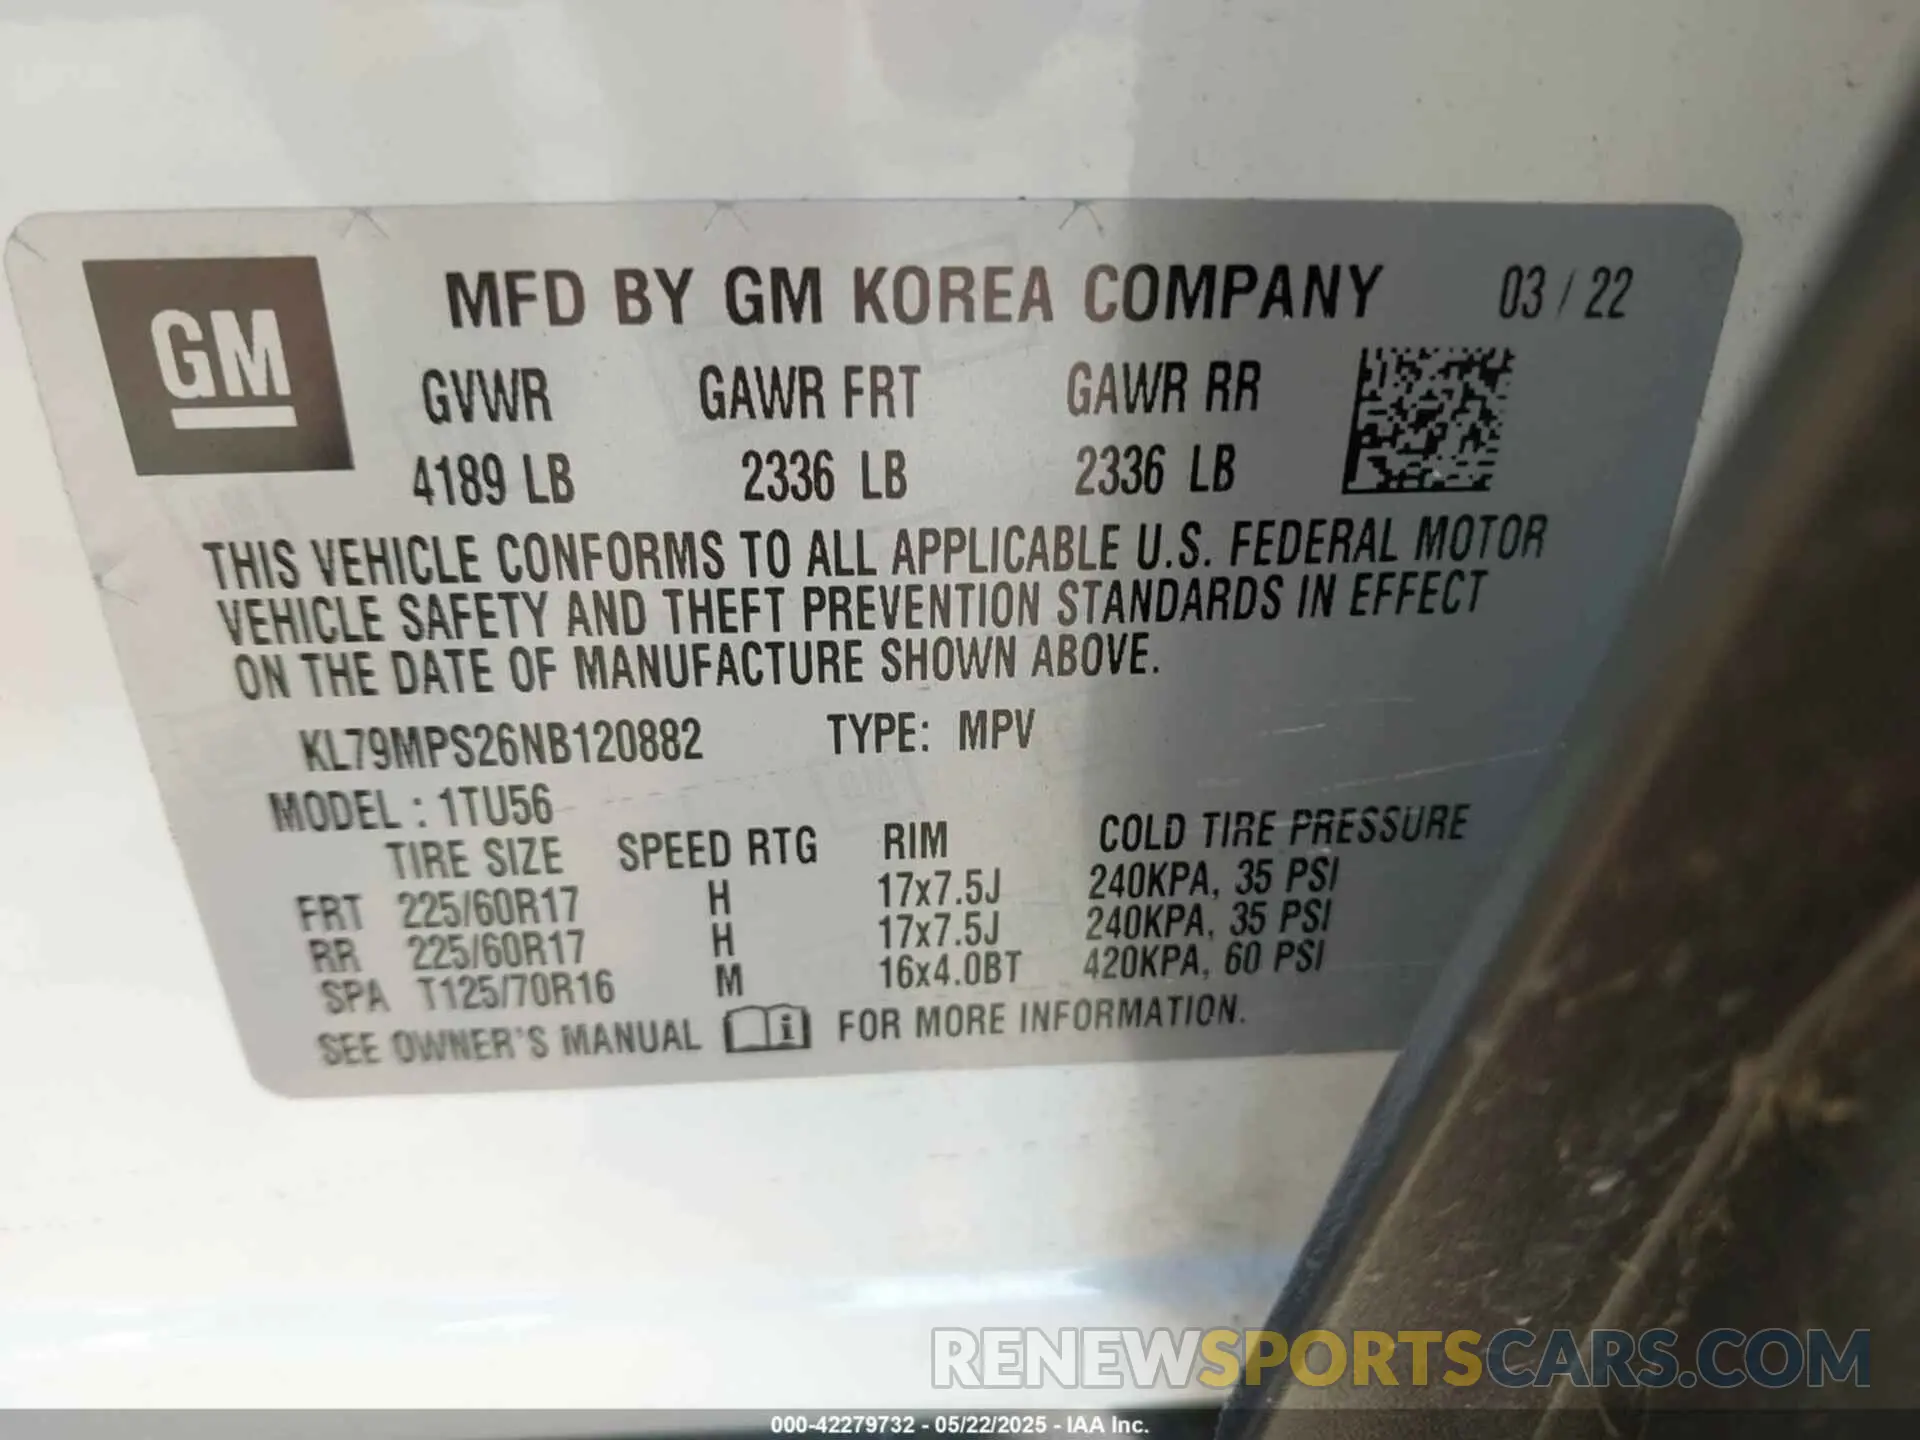 GM
MFD BY GM KOREA COMPANY 03 / 22
GVWR GAWR FRT GAWR RR
4189 LB 2336 LB 2336 LB
THIS VEHICLE CONFORMS TO ALL APPLICABLE U.S. FEDERAL MOTOR
VEHICLE SAFETY AND THEFT PREVENTION STANDARDS IN EFFECT
ON THE DATE OF MANUFACTURE SHOWN ABOVE.
KL79MPS26NB120882 TYPE: MPV
MODEL : 1TU56
TIRE SIZE SPEED RTG RIM COLD TIRE PRESSURE
FRT 225/60R17 H 17x7.5J 240KPA, 35 PSI
RR 225/60R17 H 17x7.5J 240KPA, 35 PSI
SPA T125/70R16 M 16x4.0BT 420KPA, 60 PSI
SEE OWNER'S MANUAL i FOR MORE INFORMATION.
RENEWSPORTSCARS.COM
000-42279732 - 05/22/2025 - IAA Inc.